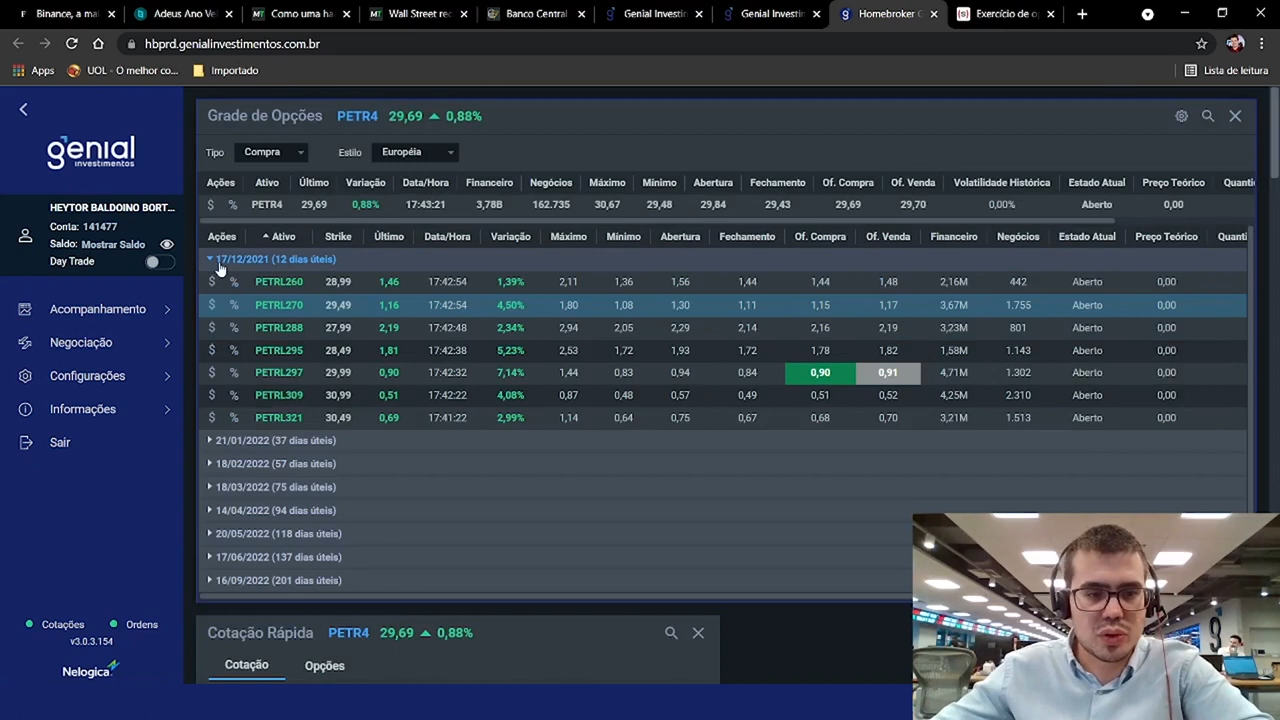 Binance, a mai
Adeus Ano Ve
Como uma ha
Wall Street rec
Banco Central
Genial Investim
Genial Investim
Homebroker G
Exercício de o
hbprd.genialinvestimentos.com.br
Apps
UOL - O melhor co...
Importado
Lista de leitura
genial
investimentos
HEYTOR BALDOINO BORT...
Conta: 141477
Saldo: Mostrar Saldo
Day Trade
Acompanhamento
Negociação
Configurações
Informações
Sair
Cotações Ordens
v3.0.3.154
Nelogica
Grade de Opções PETR4 29,69 0,88%
Tipo Compra Estilo Européia
Ações Ativo Último Variação Data/Hora Financeiro Negócios Máximo Mínimo Abertura Fechamento Of. Compra Of. Venda Volatilidade Histórica Estado Atual Preço Teórico Quanti
$ % PETR4 29,69 0,88% 17:43:21 3,78B 162.735 30,67 29,48 29,84 29,43 29,69 29,70 0,00% Aberto 0,00
Ações Ativo Strike Último Data/Hora Variação Máximo Mínimo Abertura Fechamento Of. Compra Of. Venda Financeiro Negócios Estado Atual Preço Teórico Quanti
17/12/2021 (12 dias úteis)
$ % PETRL260 28,99 1,46 17:42:54 1,39% 2,11 1,36 1,56 1,44 1,44 1,48 2,16M 442 Aberto 0,00
$ % PETRL270 29,49 1,16 17:42:54 4,50% 1,80 1,08 1,30 1,11 1,15 1,17 3,67M 1.755 Aberto 0,00
$ % PETRL288 27,99 2,19 17:42:48 2,34% 2,94 2,05 2,29 2,14 2,16 2,19 3,23M 801 Aberto 0,00
$ % PETRL295 28,49 1,81 17:42:38 5,23% 2,53 1,72 1,93 1,72 1,78 1,82 1,58M 1.143 Aberto 0,00
$ % PETRL297 29,99 0,90 17:42:32 7,14% 1,44 0,83 0,94 0,84 0,90 0,91 4,71M 1.302 Aberto 0,00
$ % PETRL309 30,99 0,51 17:42:22 4,08% 0,87 0,48 0,57 0,49 0,51 0,52 4,25M 2.310 Aberto 0,00
$ % PETRL321 30,49 0,69 17:41:22 2,99% 1,14 0,64 0,75 0,67 0,68 0,70 3,21M 1.513 Aberto 0,00
21/01/2022 (37 dias úteis)
18/02/2022 (57 dias úteis)
18/03/2022 (75 dias úteis)
14/04/2022 (94 dias úteis)
20/05/2022 (118 dias úteis)
17/06/2022 (137 dias úteis)
16/09/2022 (201 dias úteis)
Cotação Rápida PETR4 29,69 0,88%
Cotação Opções